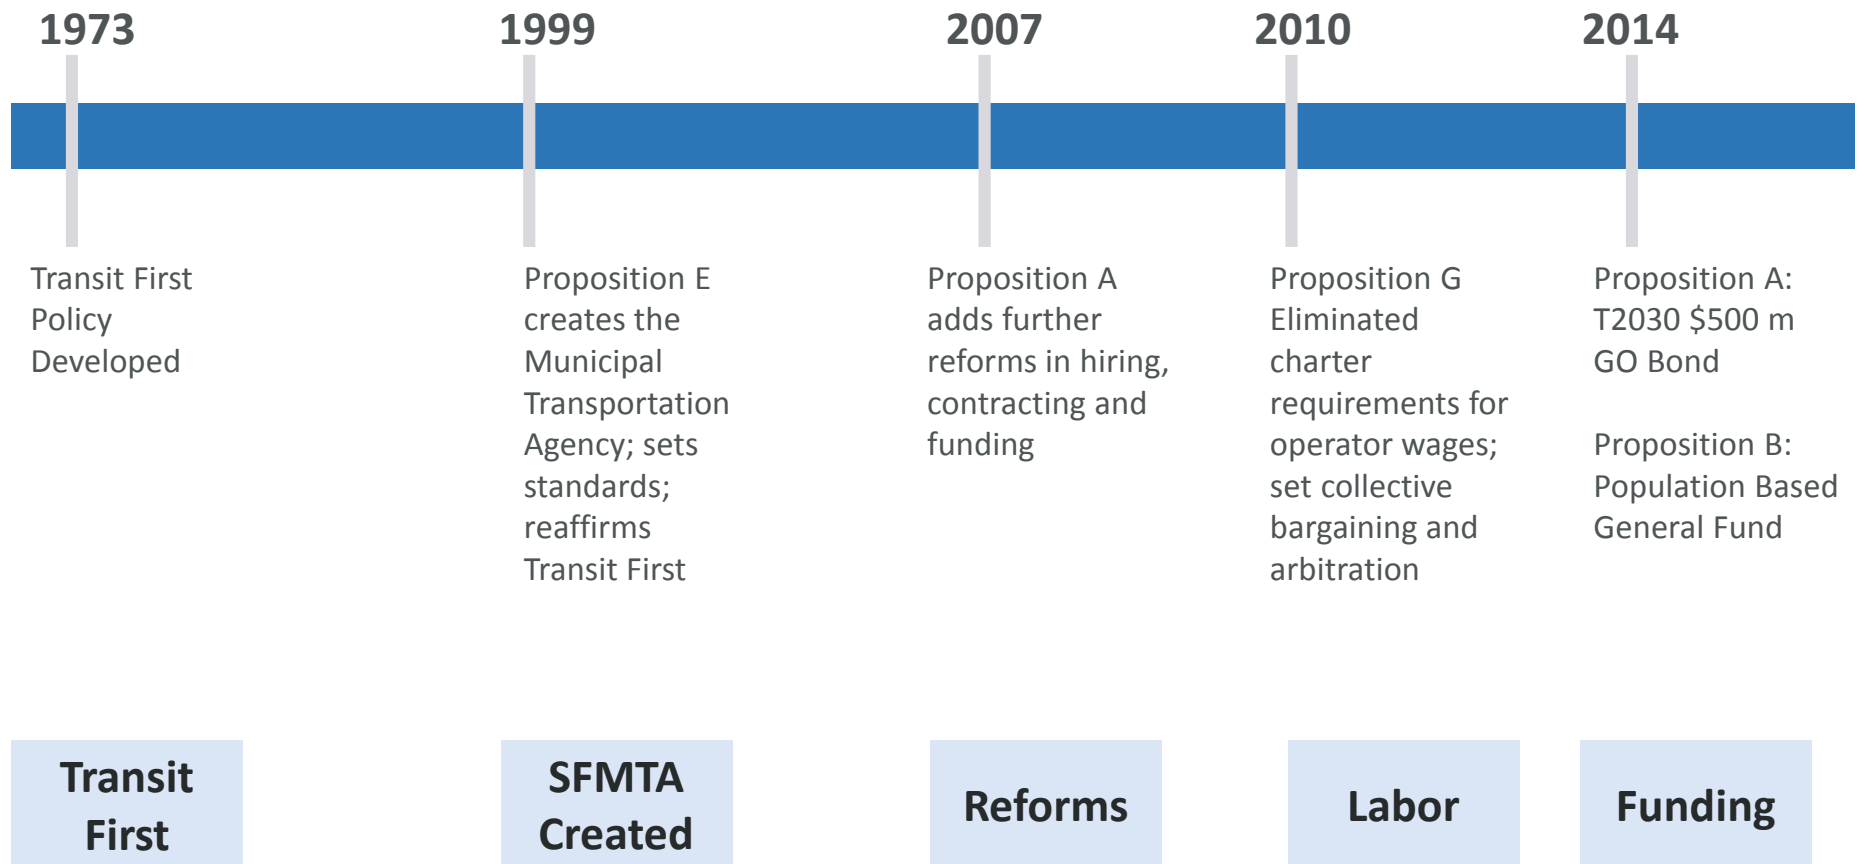 1973
1999
2007
2010
2014
Transit First
Policy
Developed
Proposition E
creates the
Municipal
Transportation
Agency; sets
standards;
reaffirms
Transit First
Proposition A
adds further
reforms in hiring,
contracting and
funding
Proposition G
Eliminated
charter
requirements for
operator wages;
set collective
bargaining and
arbitration
Proposition A:
T2030 $500 m
GO Bond
Proposition B:
Population Based
General Fund
Transit
First
SFMTA
Created
Reforms
Labor
Funding